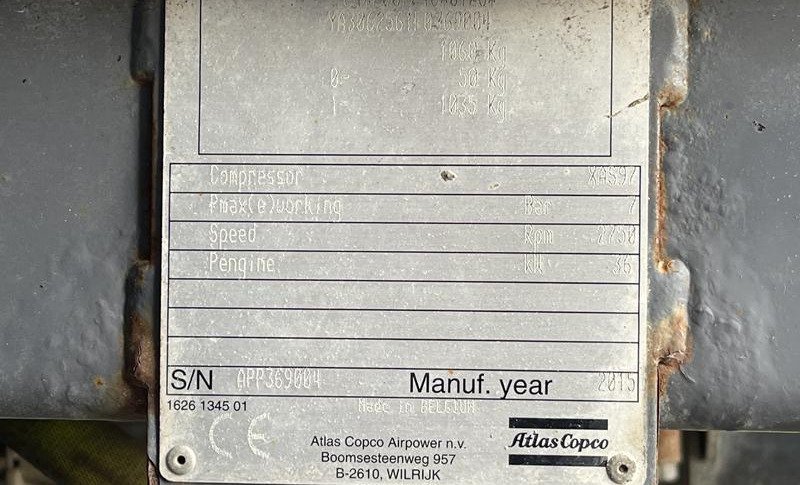 1060 Kg
0- 50 Kg
1- 1035 Kg
Compressor XAS97
Pmax(e)working Bar 7
Speed Rpm 2750
Pengine kW 36
S/N APP369004 Manuf. year 2015
1626 1345 01 Made in BELGIUM
CE
Atlas Copco Airpower n.v.
Boomsesteenweg 957
B-2610, WILRIJK
Atlas Copco